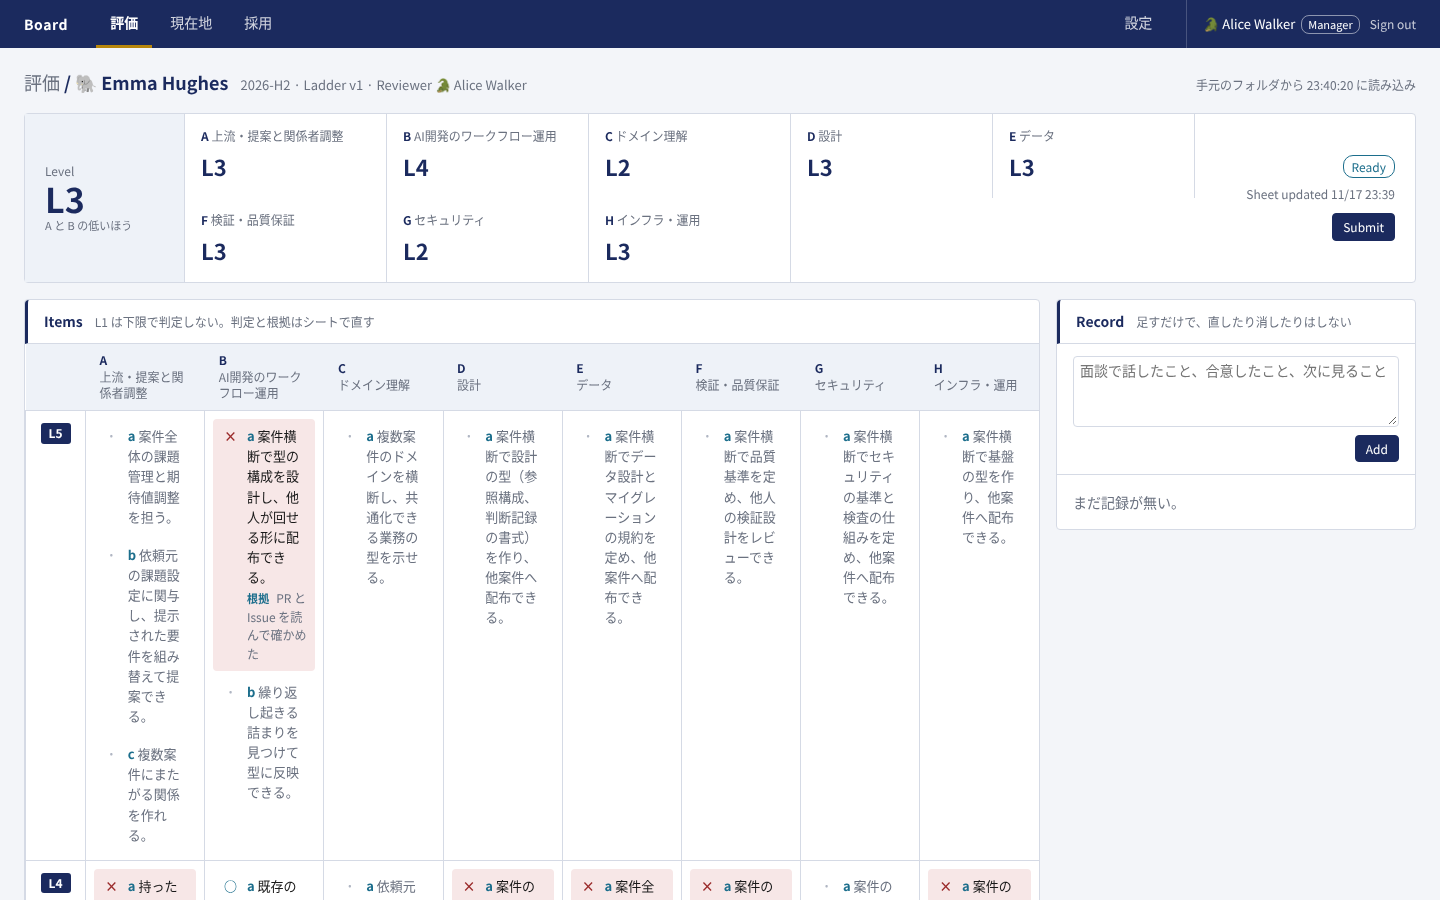 Board 評価 現在地 採用 設定 Alice Walker Manager Sign out
評価 / Emma Hughes 2026-H2 · Ladder v1 · Reviewer Alice Walker 手元のフォルダから 23:40:20 に読み込み
Level
L3
A と B の低いほう
A 上流・提案と関係者調整
L3
B AI開発のワークフロー運用
L4
C ドメイン理解
L2
D 設計
L3
E データ
L3
F 検証・品質保証
L3
G セキュリティ
L2
H インフラ・運用
L3
Ready
Sheet updated 11/17 23:39
Submit
Items L1 は下限で判定しない。判定と根拠はシートで直す
A
上流・提案と関
係者調整
B
AI開発のワーク
フロー運用
C
ドメイン理解
D
設計
E
データ
F
検証・品質保証
G
セキュリティ
H
インフラ・運用
L5
· a 案件全
体の課題
管理と期
待値調整
を担う。
· b 依頼元
の課題設
定に関与
し、提示
された要
件を組み
替えて提
案でき
る。
· c 複数案
件にまた
がる関係
を作れ
る。
× a 案件横
断で型の
構成を設
計し、他
人が回せ
る形に配
布でき
る。
根拠 PR と
Issue を読
んで確かめ
た
· b 繰り返
し起きる
詰まりを
見つけて
型に反映
できる。
· a 複数案
件のドメ
インを横
断し、共
通化でき
る業務の
型を示せ
る。
· a 案件横
断で設計
の型（参
照構成、
判断記録
の書式）
を作り、
他案件へ
配布でき
る。
· a 案件横
断でデー
タ設計と
マイグレ
ーション
の規約を
定め、他
案件へ配
布でき
る。
· a 案件横
断で品質
基準を定
め、他人
の検証設
計をレビ
ューでき
る。
· a 案件横
断でセキ
ュリティ
の基準と
検査の仕
組みを定
め、他案
件へ配布
できる。
· a 案件横
断で基盤
の型を作
り、他案
件へ配布
できる。
L4
× a 持った
○ a 既存の
· a 依頼元
× a 案件の
× a 案件全
× a 案件の
· a 案件の
× a 案件の
Record 足すだけで、直したり消したりはしない
面談で話したこと、合意したこと、次に見ること
Add
まだ記録が無い。